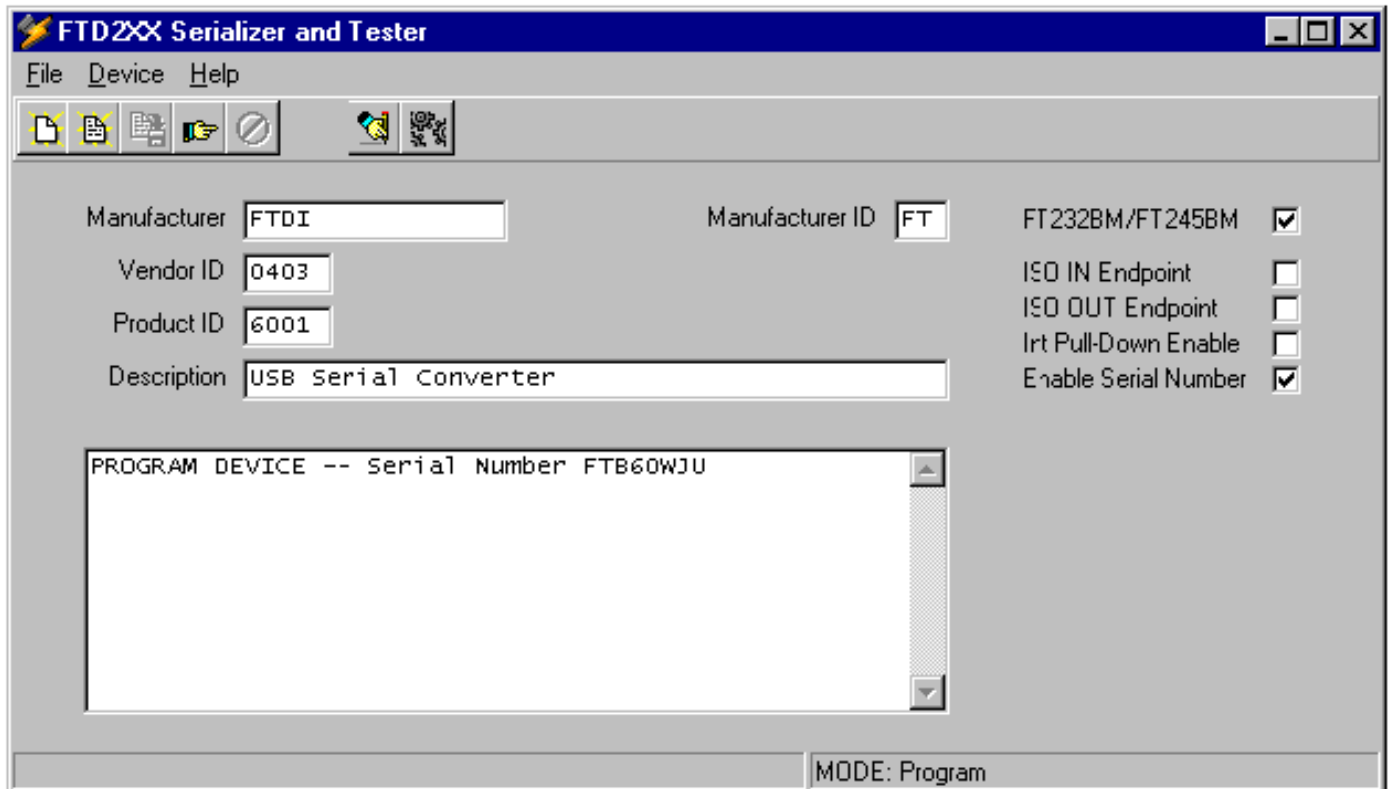 FTD2XX Serializer and Tester
File Device Help
Manufacturer FTDI Manufacturer ID FT FT232BM/FT245BM
Vendor ID 0403 ISO IN Endpoint
ISO OUT Endpoint
Product ID 6001 Int Pull-Down Enable
Description USB Serial Converter Enable Serial Number
PROGRAM DEVICE -- Serial Number FTB60WJU
MODE: Program